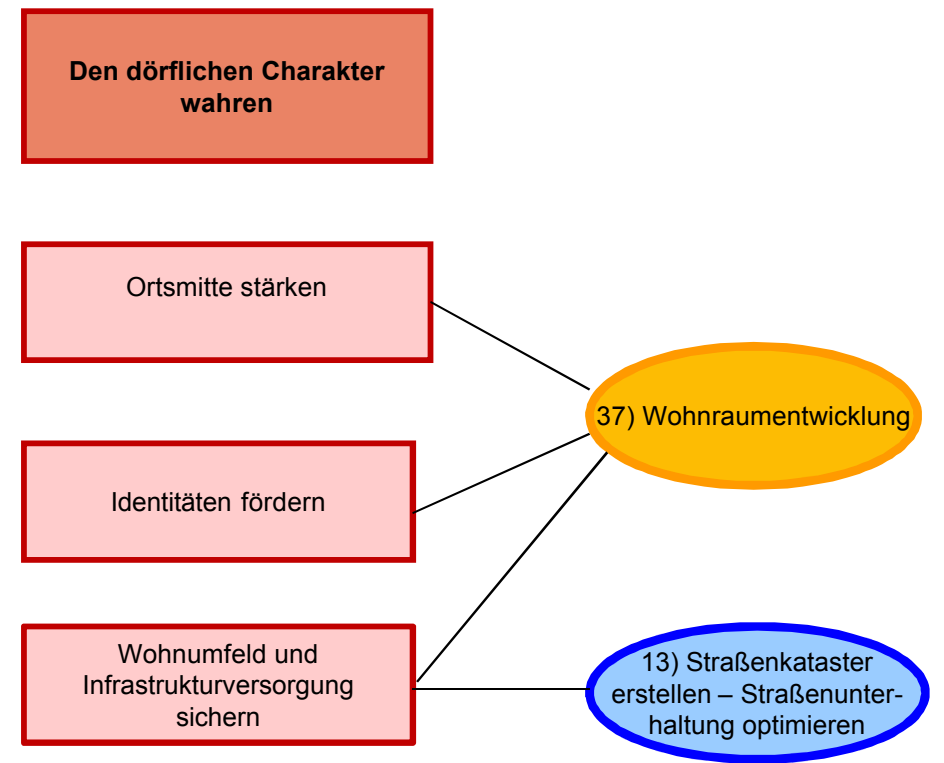 Den dörflichen Charakter
wahren
Ortsmitte stärken
37) Wohnraumentwicklung
Identitäten fördern
Wohnumfeld und
Infrastrukturversorgung
sichern
13) Straßenkataster
erstellen – Straßenunter-
haltung optimieren